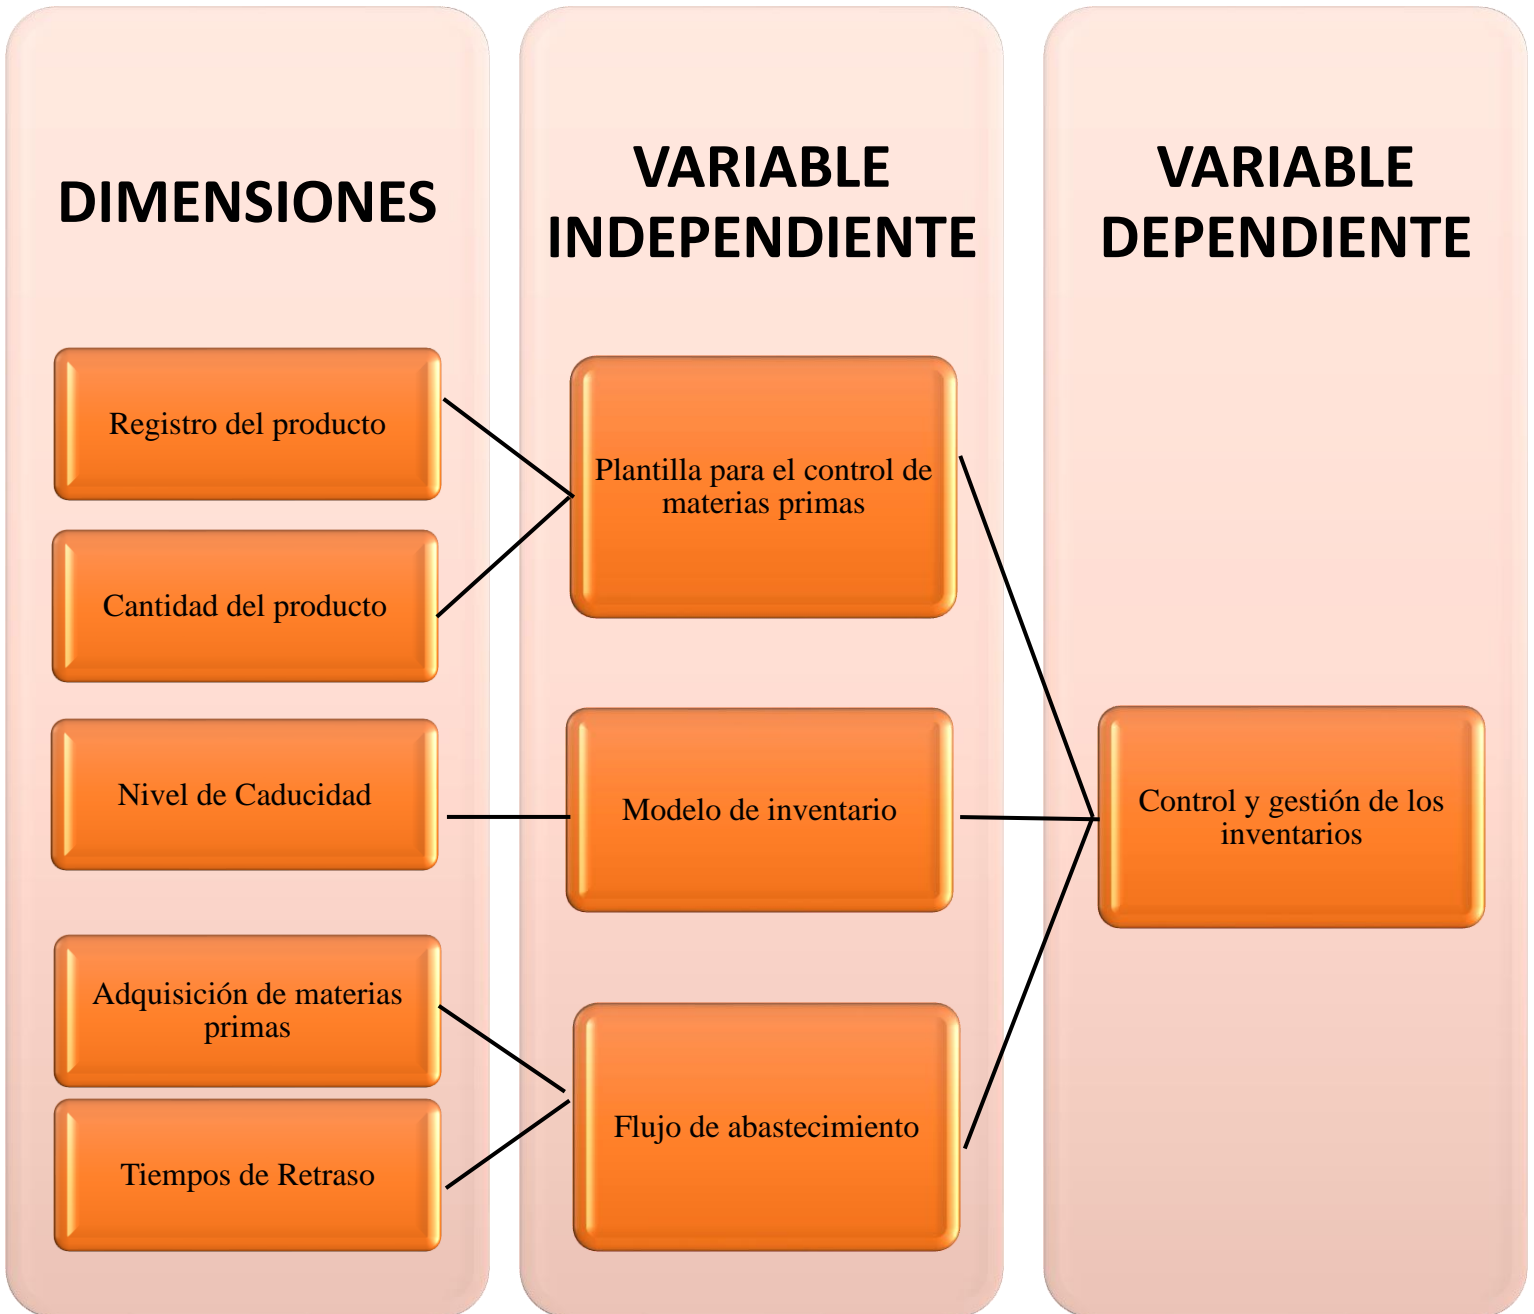 DIMENSIONES
Registro del producto
Cantidad del producto
Nivel de Caducidad
Adquisición de materias
primas
Tiempos de Retraso
VARIABLE
INDEPENDIENTE
Plantilla para el control de
materias primas
Modelo de inventario
Flujo de abastecimiento
VARIABLE
DEPENDIENTE
Control y gestión de los
inventarios